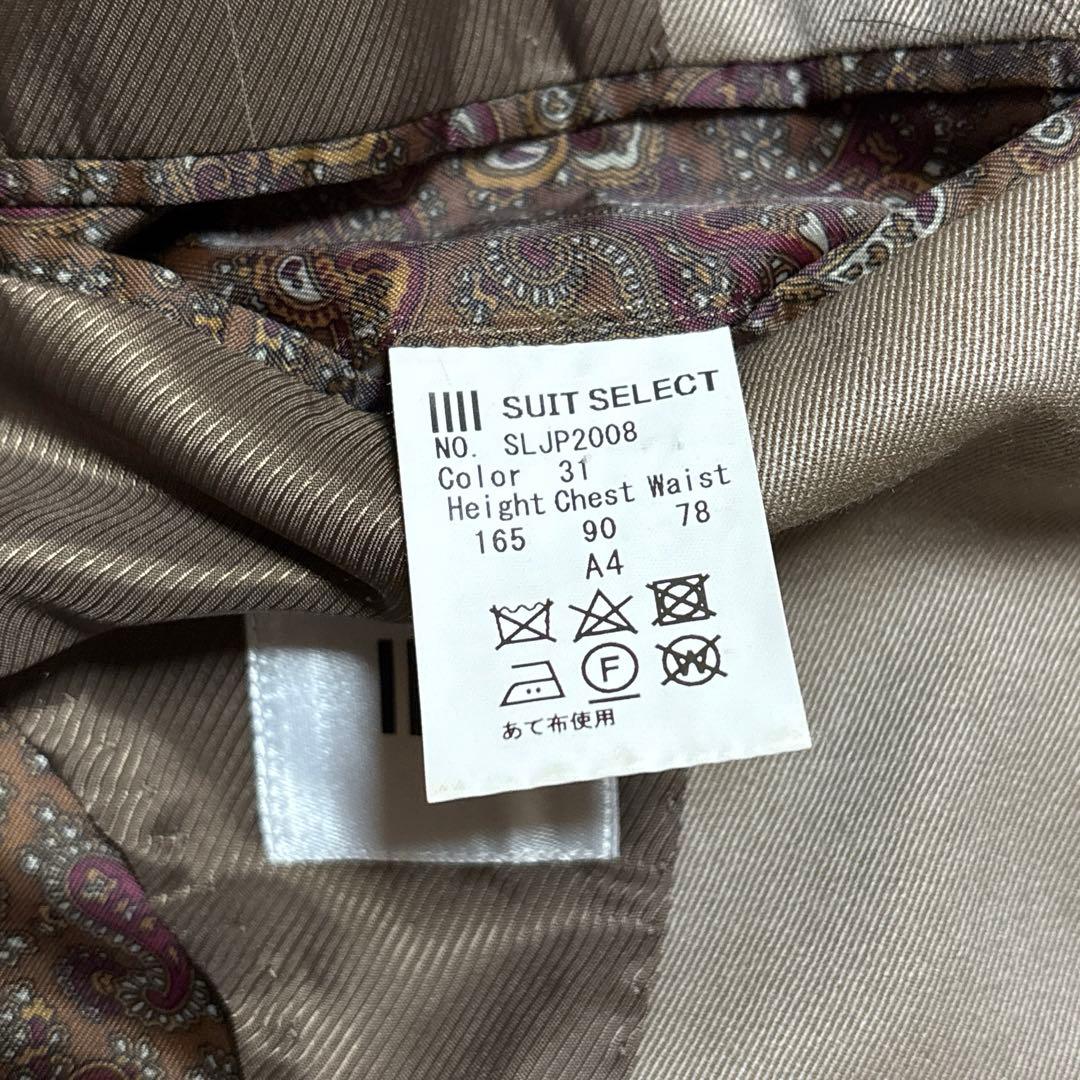 SUIT SELECT
NO. SLJP2008
Color 31
Height Chest Waist
165 90 78
A4
F
W
あて布使用